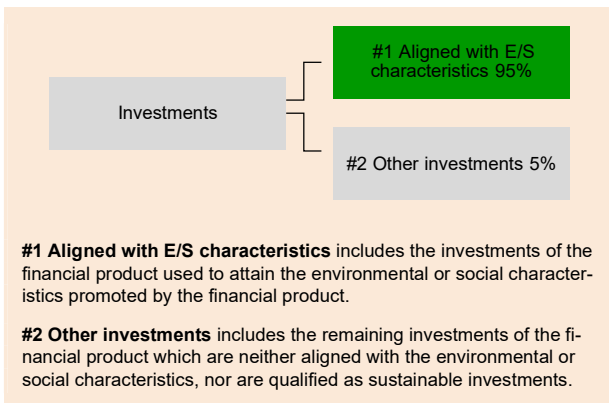 #1 Aligned with E/S
characteristics 95%
Investments
#2 Other investments 5%
#1 Aligned with E/S characteristics includes the investments of the
financial product used to attain the environmental or social character-
istics promoted by the financial product.
#2 Other investments includes the remaining investments of the fi-
nancial product which are neither aligned with the environmental or
social characteristics, nor are qualified as sustainable investments.